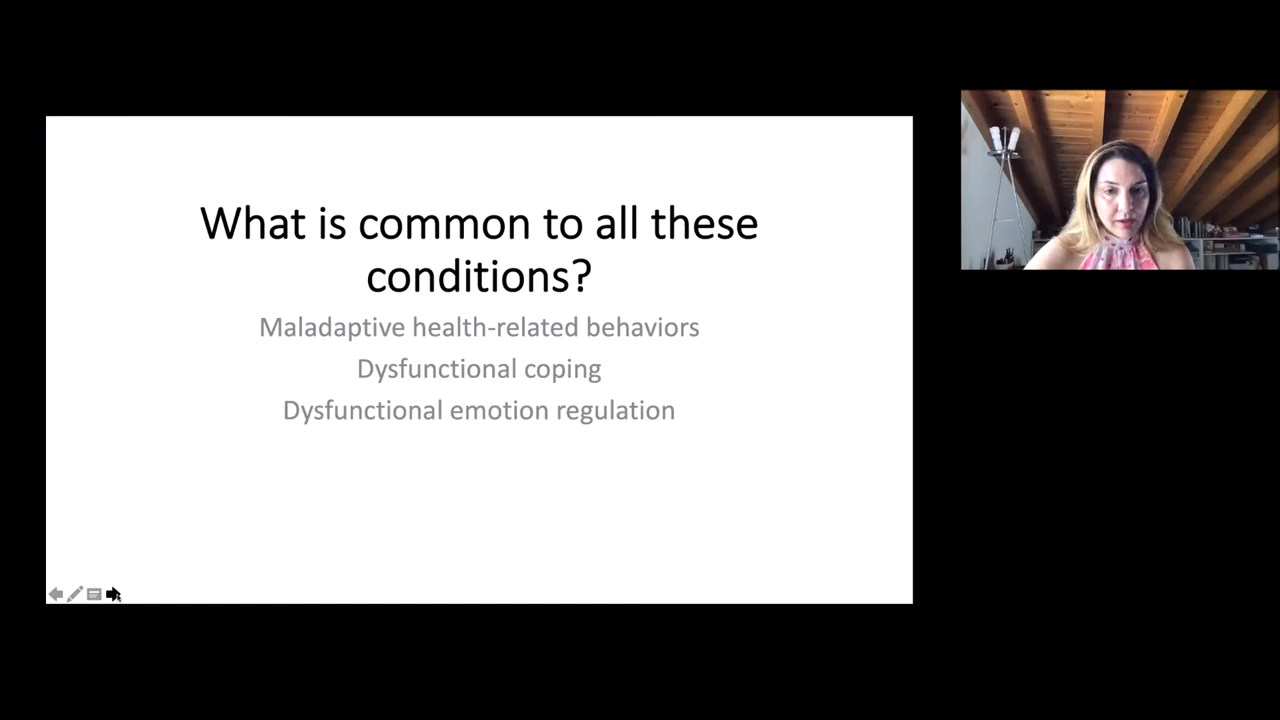 What is common to all these
conditions?
Maladaptive health-related behaviors
Dysfunctional coping
Dysfunctional emotion regulation